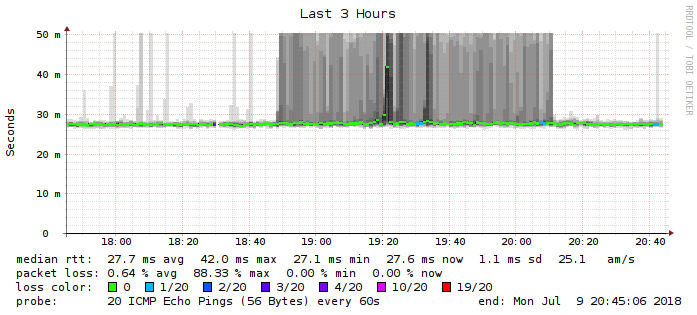 Last 3 Hours
RRDTOOL / TOBI OETIKER
Seconds
50 m
40 m
30 m
20 m
10 m
0
18:00 18:20 18:40 19:00 19:20 19:40 20:00 20:20 20:40
median rtt: 27.7 ms avg 42.0 ms max 27.1 ms min 27.6 ms now 1.1 ms sd 25.1 am/s
packet loss: 0.64 % avg 88.33 % max 0.00 % min 0.00 % now
loss color: 0 1/20 2/20 3/20 4/20 10/20 19/20
probe: 20 ICMP Echo Pings (56 Bytes) every 60s end: Mon Jul 9 20:45:06 2018